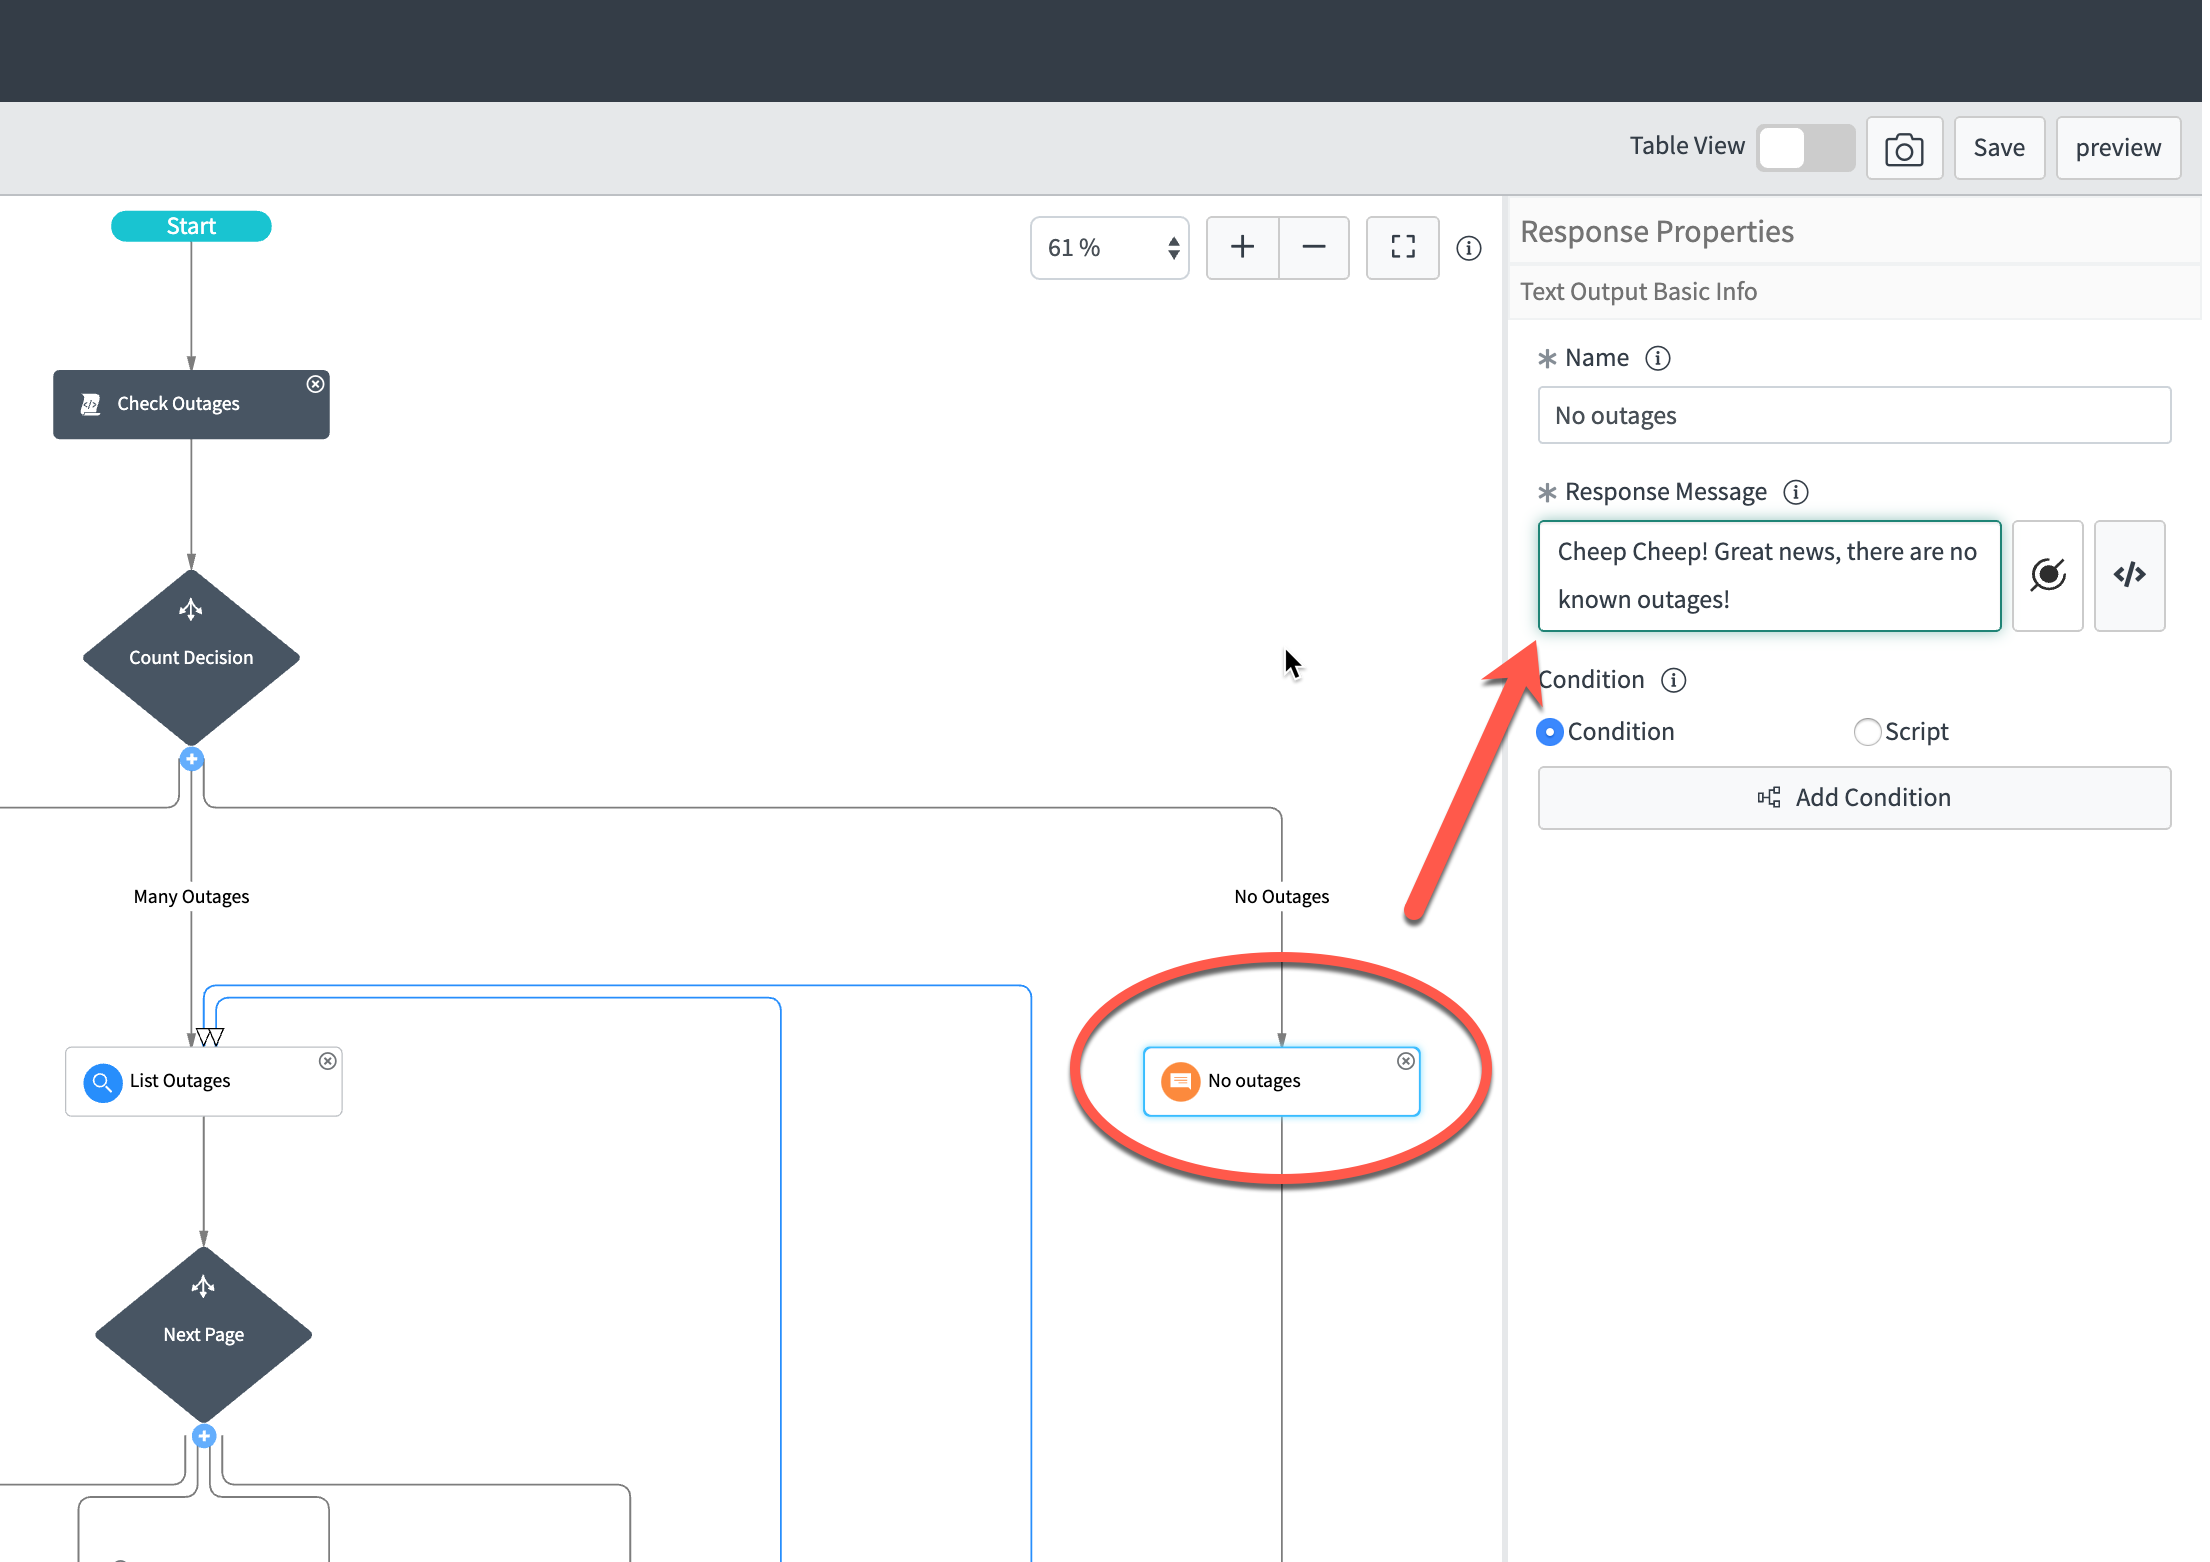 Table View
Save
preview
Start
61 %
Response Properties
Text Output Basic Info
* Name
No outages
Check Outages
* Response Message
Cheep Cheep! Great news, there are no
known outages!
</>
Count Decision
Condition
Condition
Script
Add Condition
Many Outages
No Outages
List Outages
No outages
Next Page